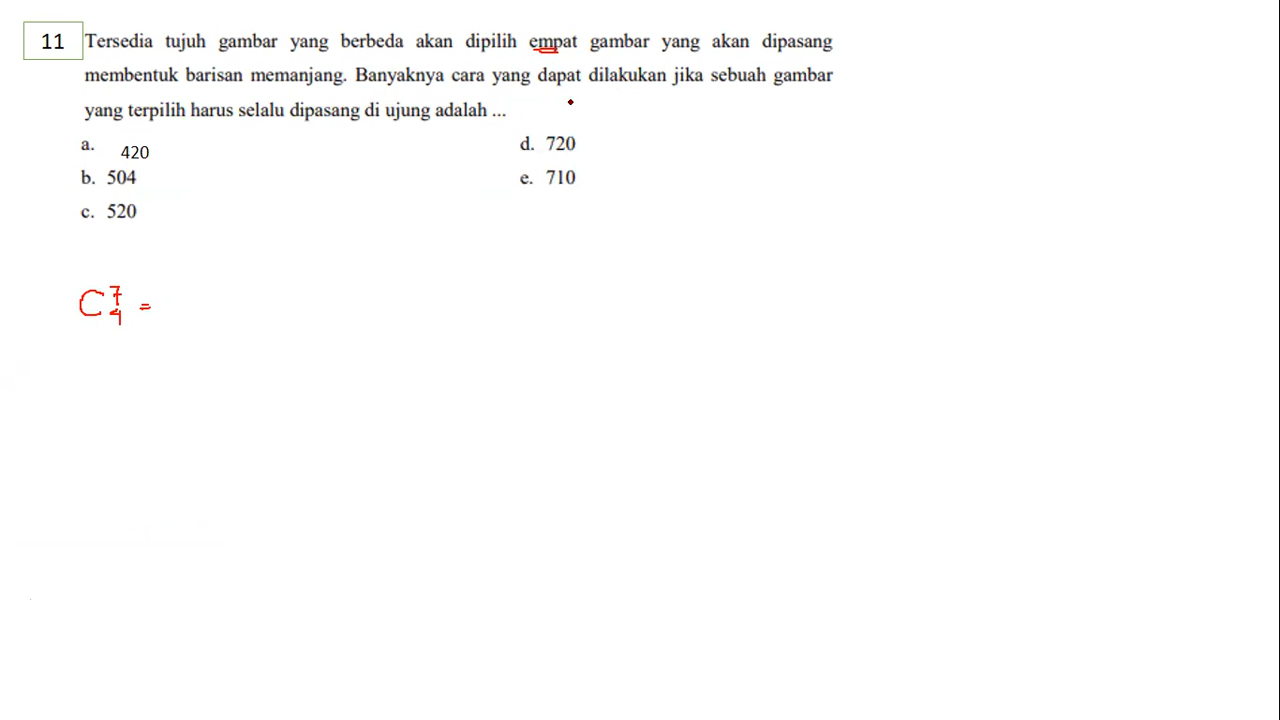 11 Tersedia tujuh gambar yang berbeda akan dipilih empat gambar yang akan dipasang
membentuk barisan memanjang. Banyaknya cara yang dapat dilakukan jika sebuah gambar
yang terpilih harus selalu dipasang di ujung adalah ...
a. 420
b. 504
c. 520
d. 720
e. 710
C 7 4 =